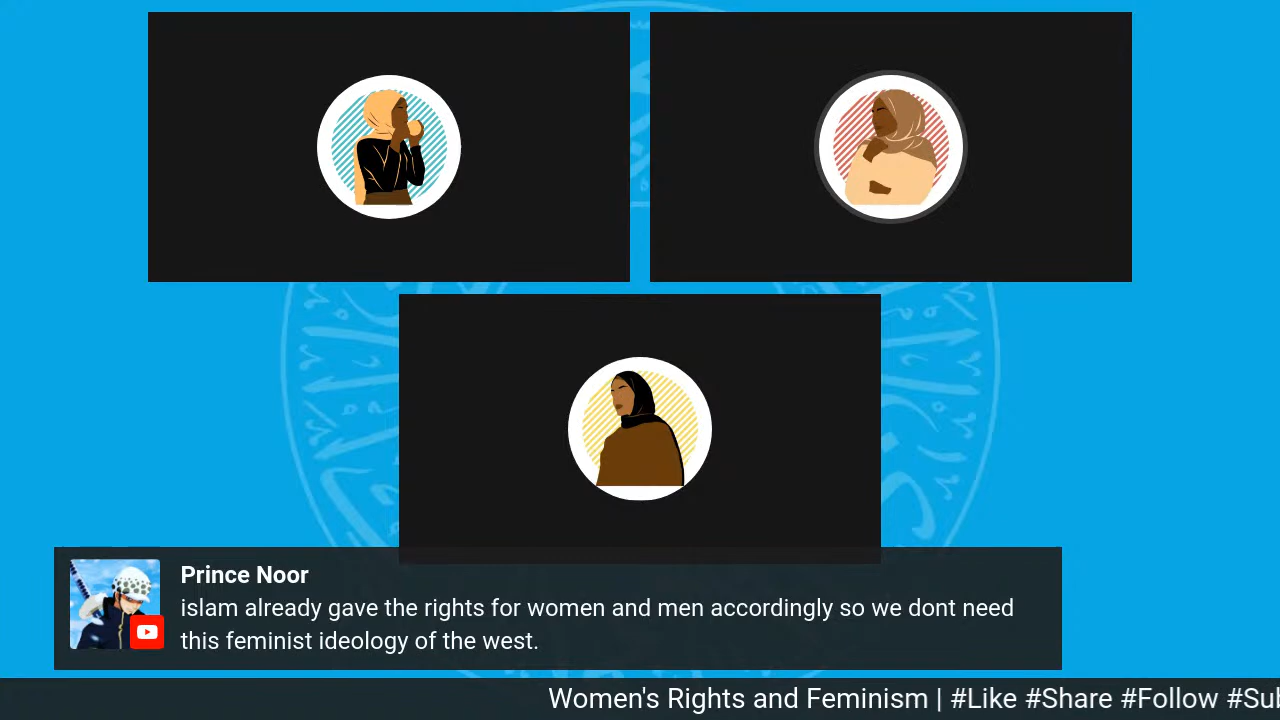 Prince Noor
islam already gave the rights for women and men accordingly so we dont need
this feminist ideology of the west.
Women's Rights and Feminism | #Like #Share #Follow #Sub